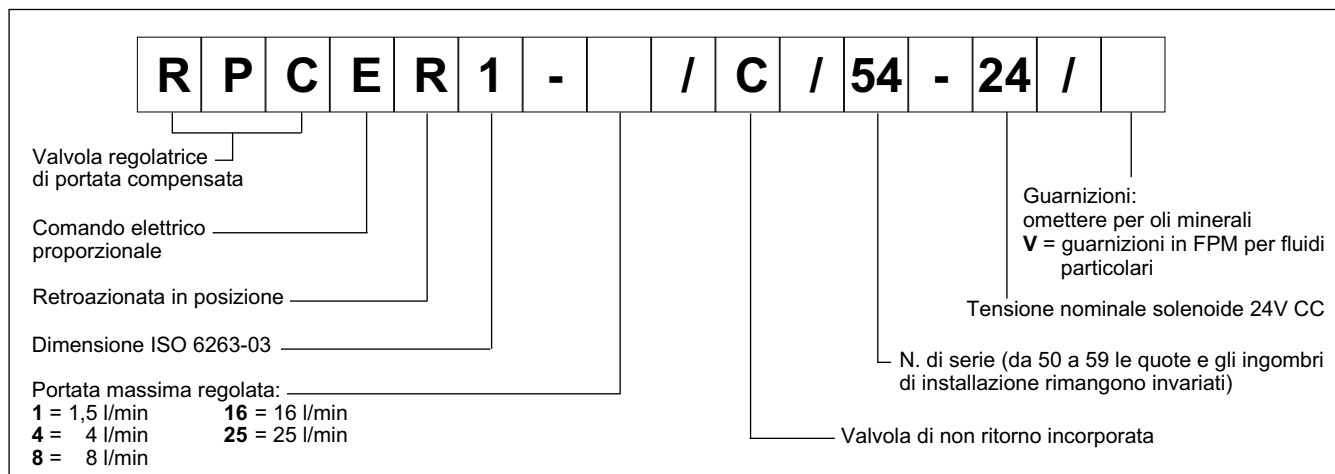 R P C E R 1 - / C / 54 - 24 /
Valvola regolatrice
di portata compensata
Comando elettrico
proporzionale
Retroazionata in posizione
Dimensione ISO 6263-03
Portata massima regolata:
1 = 1,5 l/min 16 = 16 l/min
4 = 4 l/min 25 = 25 l/min
8 = 8 l/min
Guarnizioni:
omettere per oli minerali
V = guarnizioni in FPM per fluidi
particolari
Tensione nominale solenoide 24V CC
N. di serie (da 50 a 59 le quote e gli ingombri
di installazione rimangono invariati)
Valvola di non ritorno incorporata